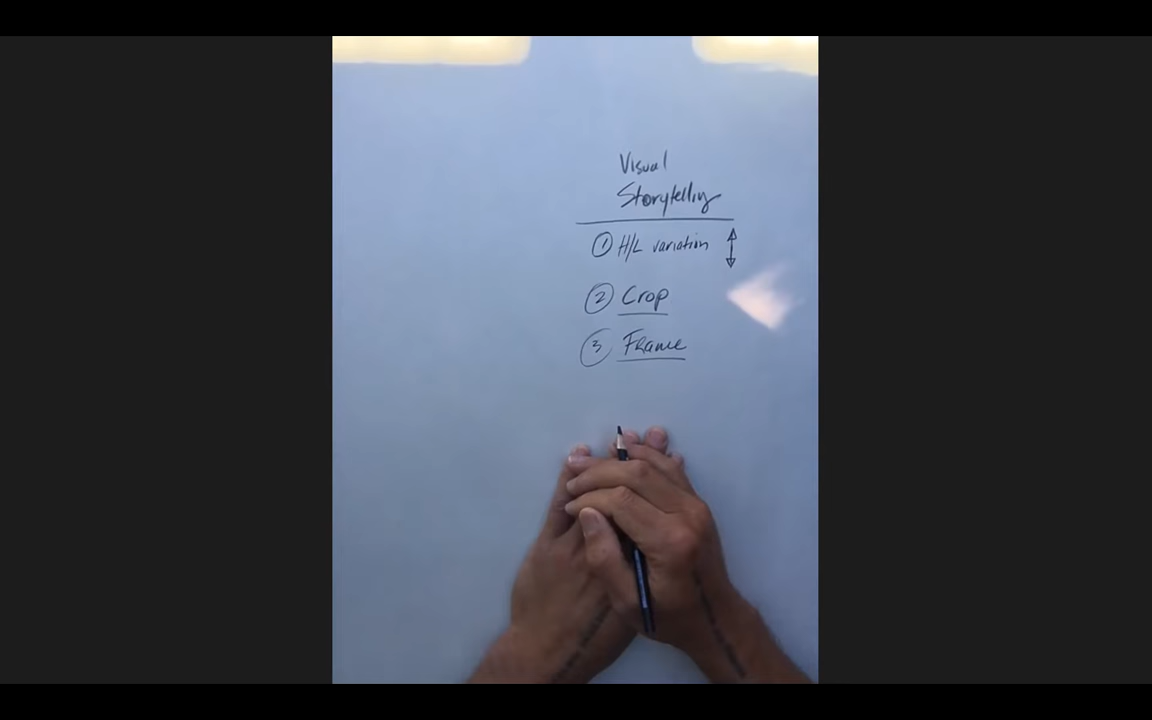 Visual
Storytelling
① H/L variation
② Crop
③ Frame